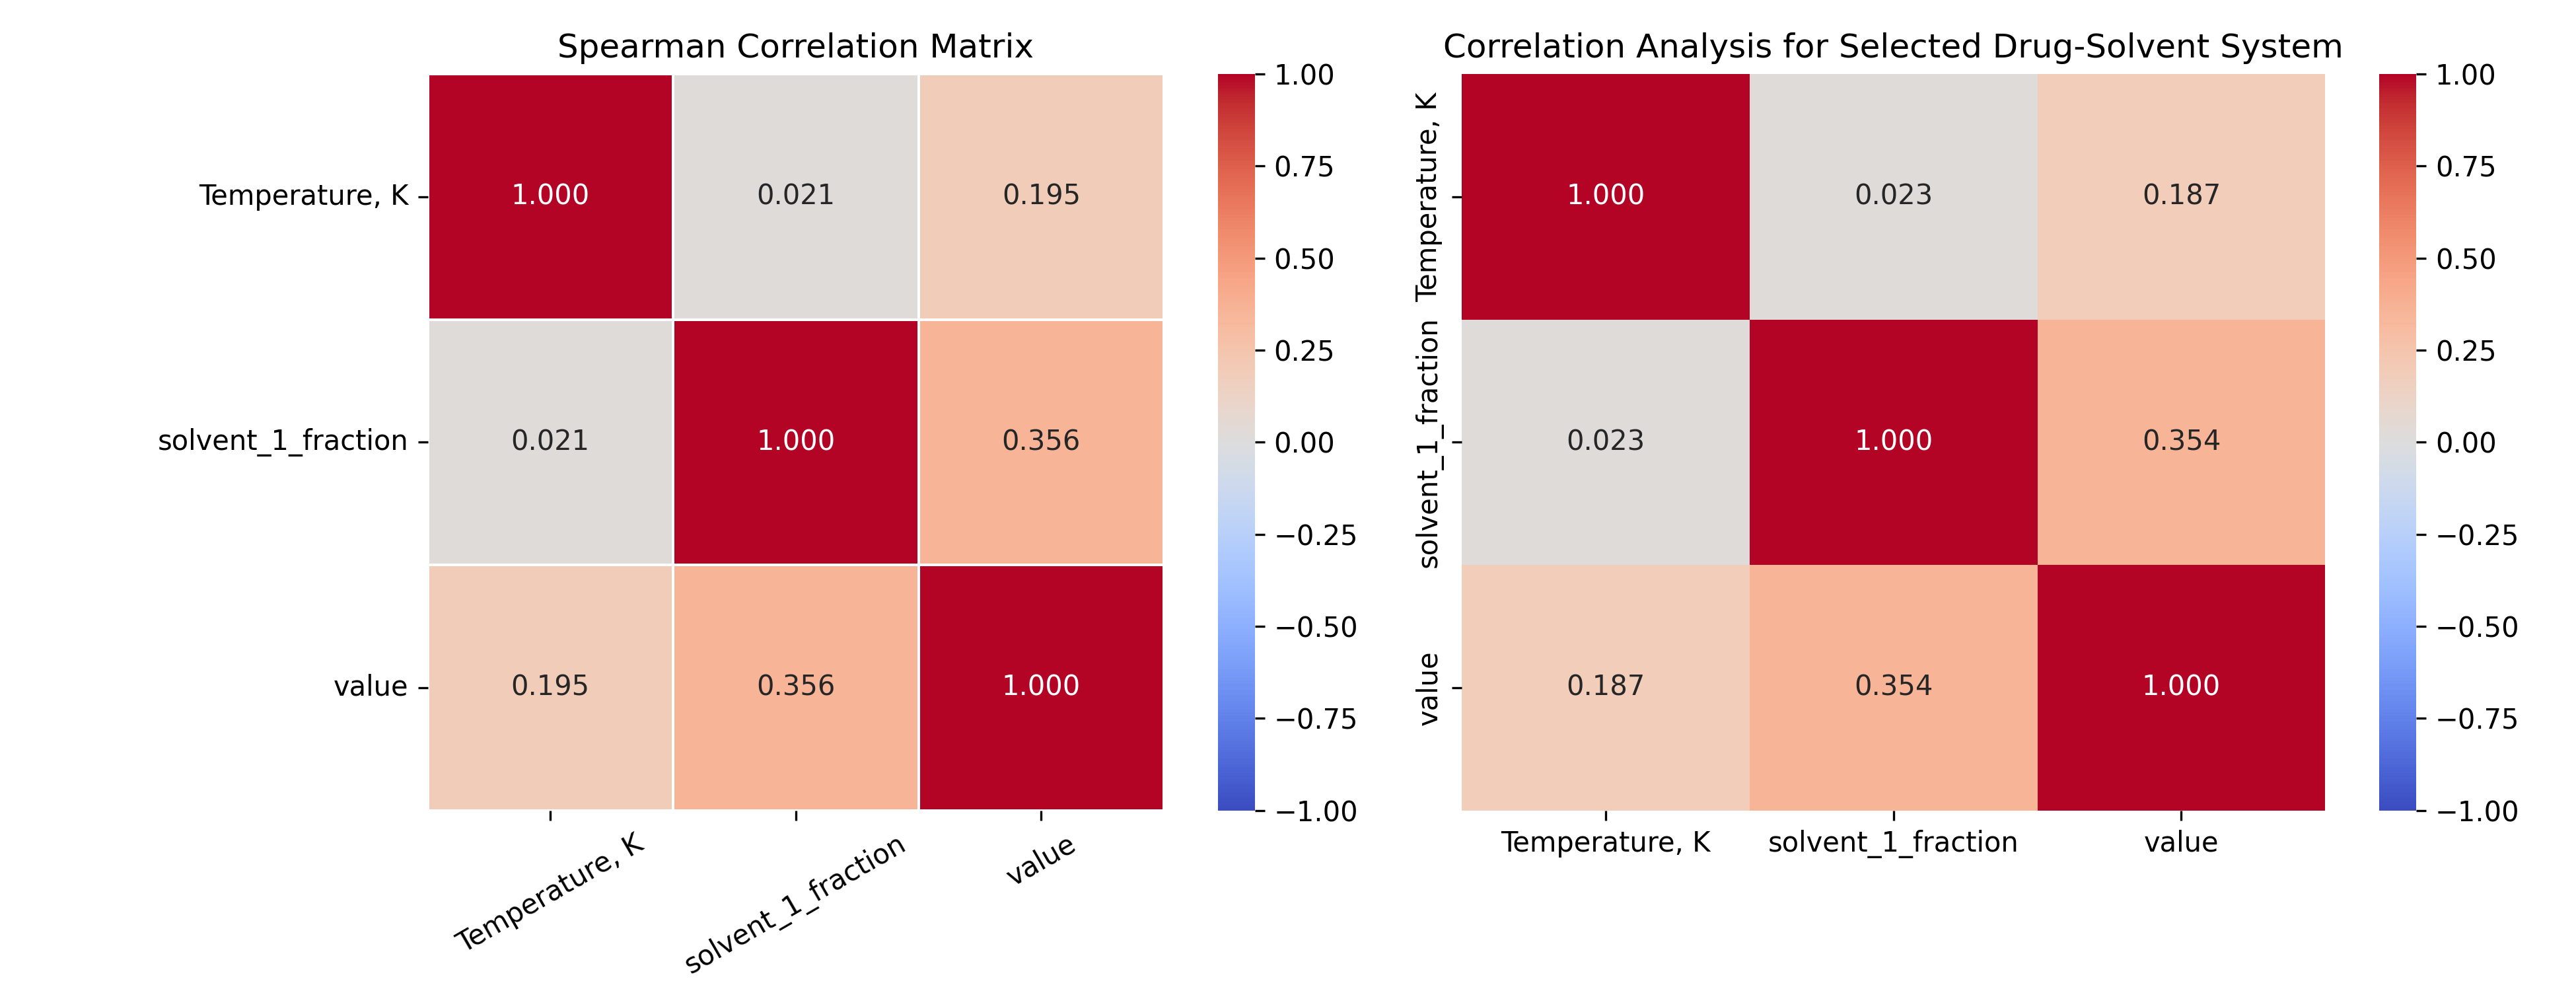 Spearman Correlation Matrix
Temperature, K
solvent_1_fraction
value
1.000 0.021 0.195
0.021 1.000 0.356
0.195 0.356 1.000
Temperature, K
solvent_1_fraction
value
1.00
0.75
0.50
0.25
0.00
−0.25
−0.50
−0.75
−1.00
Correlation Analysis for Selected Drug-Solvent System
Temperature, K
solvent_1_fraction
value
1.000 0.023 0.187
0.023 1.000 0.354
0.187 0.354 1.000
Temperature, K solvent_1_fraction value
1.00
0.75
0.50
0.25
0.00
−0.25
−0.50
−0.75
−1.00